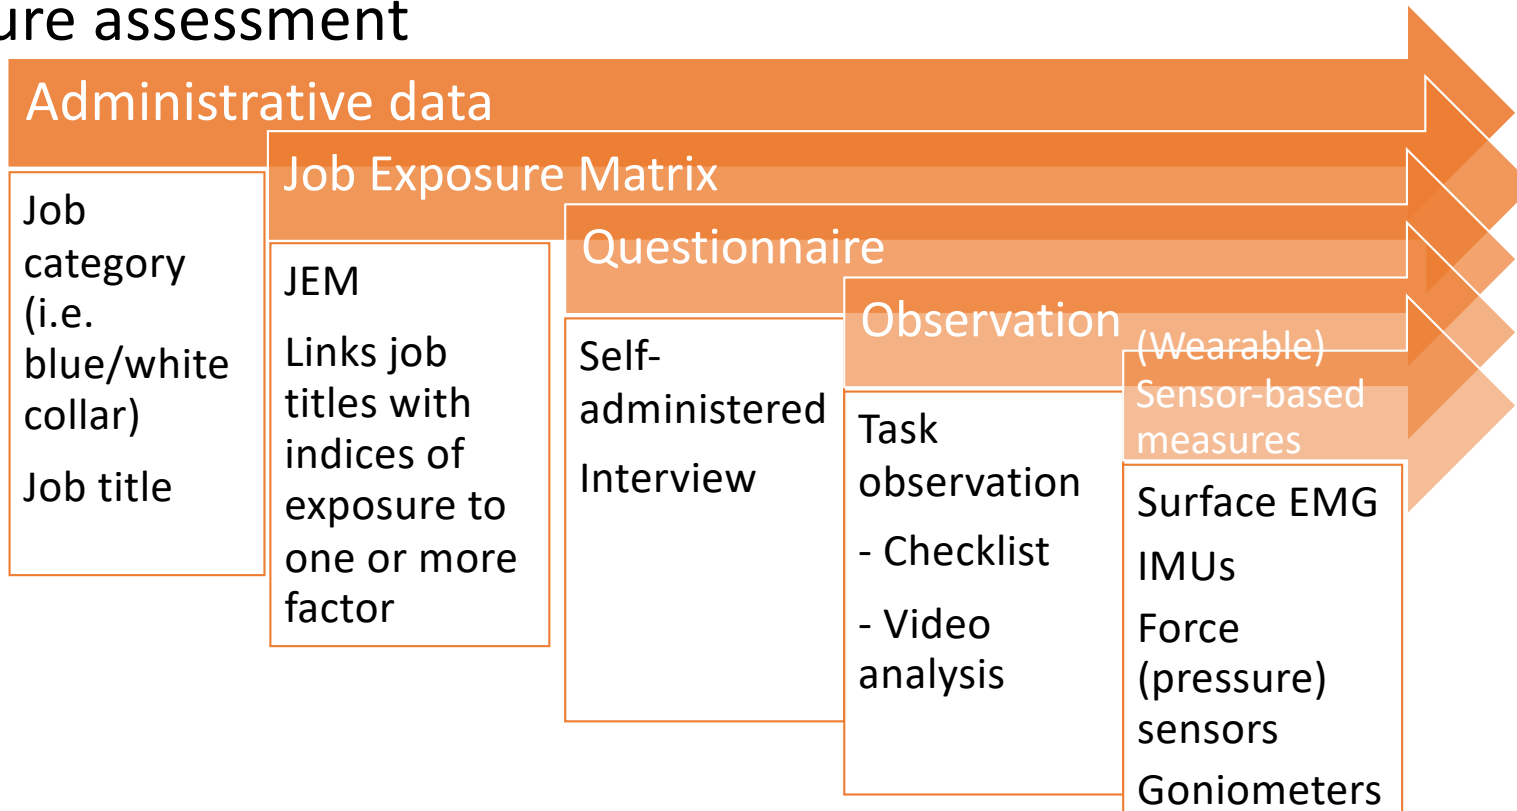 ure assessment
Administrative data
Job
category
(i.e.
blue/white
collar)
Job title
Job Exposure Matrix
JEM
Links job
titles with
indices of
exposure to
one or more
factor
Questionnaire
Self-
administered
Interview
Observation
Task
observation
- Checklist
- Video
analysis
(Wearable)
Sensor-based
measures
Surface EMG
IMUs
Force
(pressure)
sensors
Goniometers